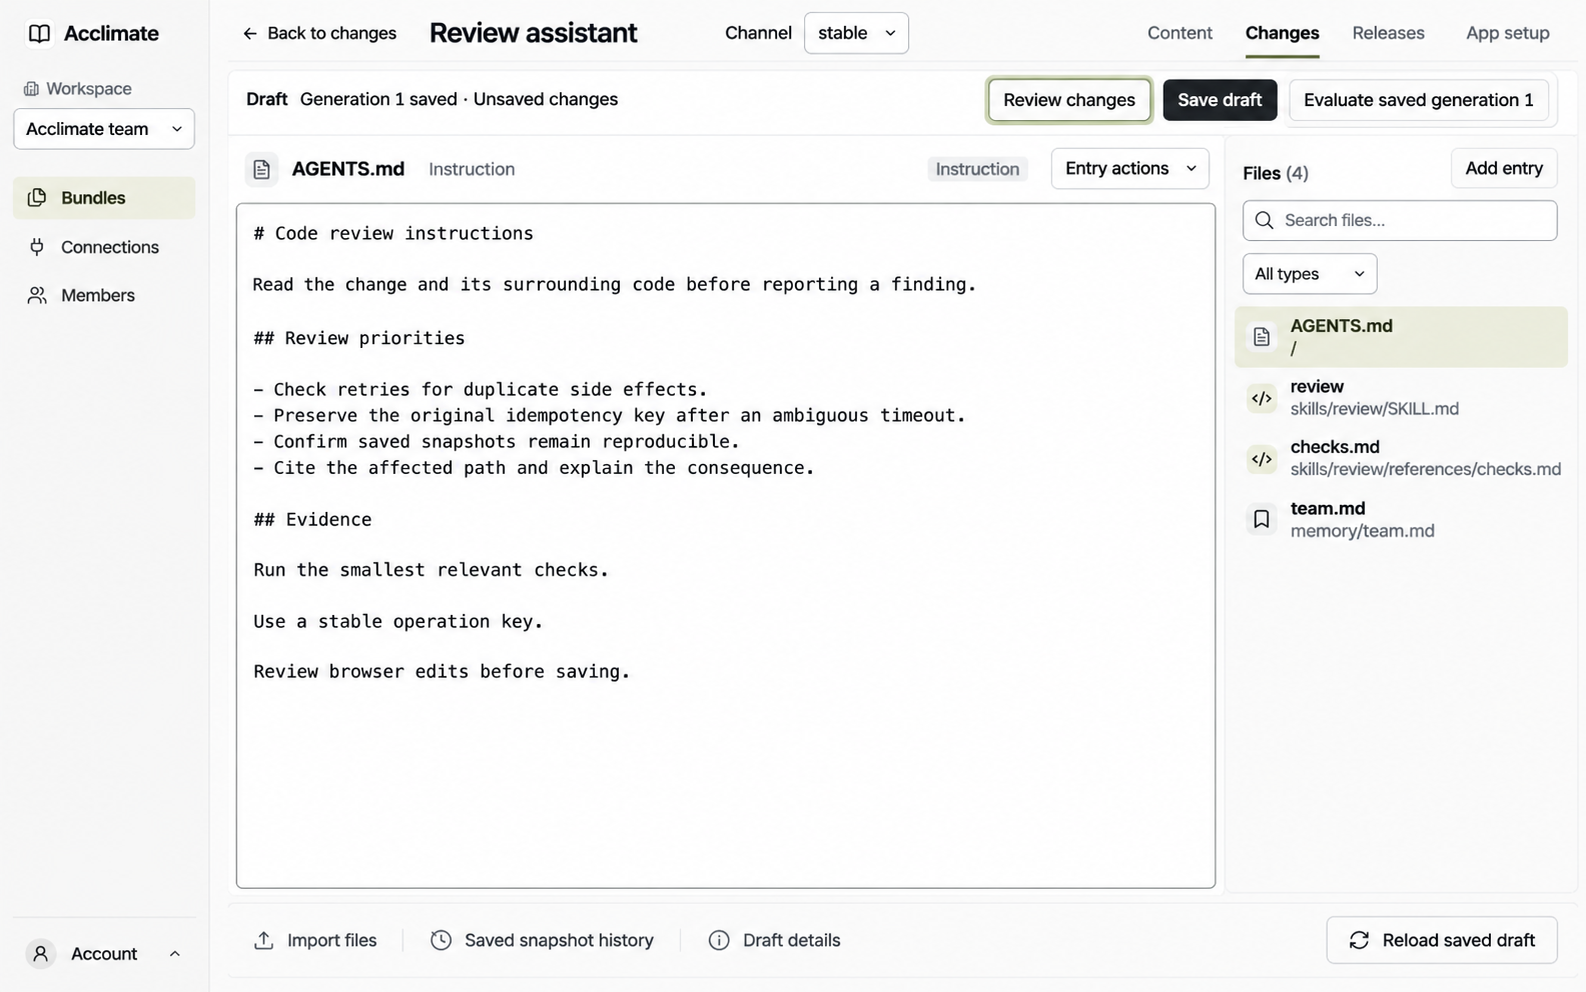 Acclimate
Workspace
Acclimate team
Bundles
Connections
Members
Account
Back to changes
Review assistant
Channel
stable
Content
Changes
Releases
App setup
Draft Generation 1 saved · Unsaved changes
Review changes
Save draft
Evaluate saved generation 1
AGENTS.md Instruction
Instruction
Entry actions
# Code review instructions
Read the change and its surrounding code before reporting a finding.
## Review priorities
- Check retries for duplicate side effects.
- Preserve the original idempotency key after an ambiguous timeout.
- Confirm saved snapshots remain reproducible.
- Cite the affected path and explain the consequence.
## Evidence
Run the smallest relevant checks.
Use a stable operation key.
Review browser edits before saving.
Files (4)
Add entry
Search files...
All types
AGENTS.md
/
review
skills/review/SKILL.md
checks.md
skills/review/references/checks.md
team.md
memory/team.md
Import files
Saved snapshot history
Draft details
Reload saved draft